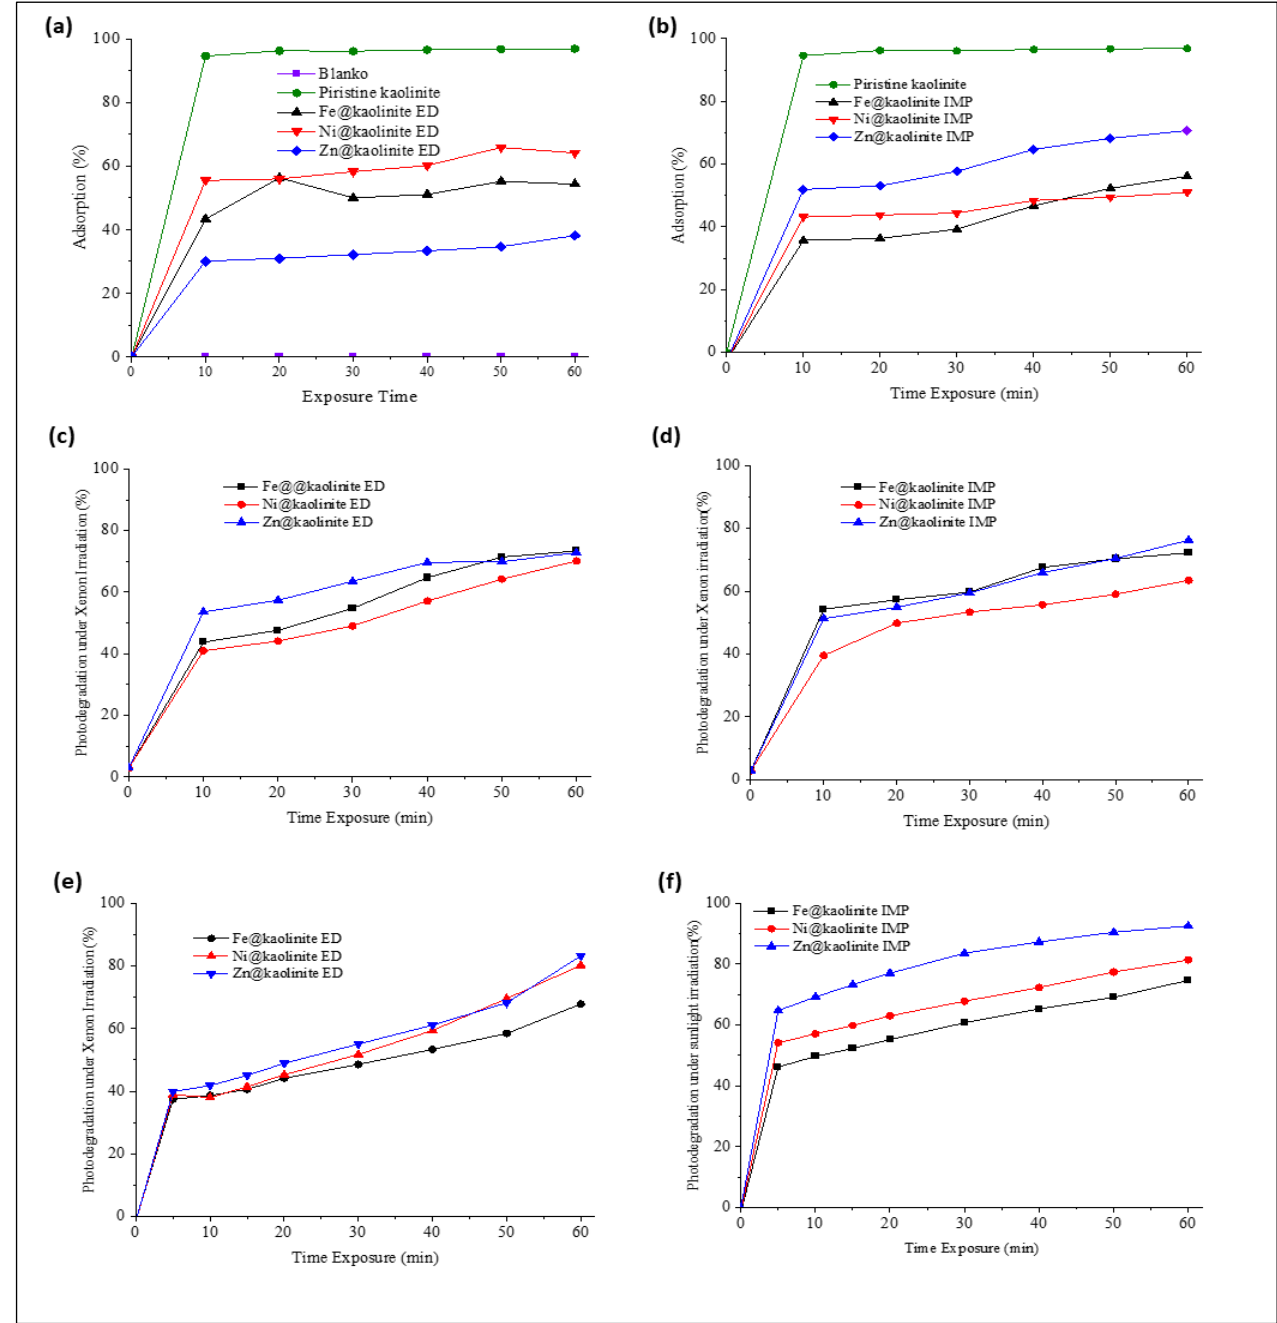 (a)
100
80
60
40
20
0
Adsorption (%)
Blanko
Piristine kaolinite
Fe@kaolinite ED
Ni@kaolinite ED
Zn@kaolinite ED
0 10 20 30 40 50 60
Exposure Time
(b)
100
80
60
40
20
0
Adsorption (%)
Piristine kaolinite
Fe@kaolinite IMP
Ni@kaolinite IMP
Zn@kaolinite IMP
0 10 20 30 40 50 60
Time Exposure (min)
(c)
100
80
60
40
20
0
Photodegradation under Xenon Irradiation (%)
Fe@@kaolinite ED
Ni@kaolinite ED
Zn@kaolinite ED
0 10 20 30 40 50 60
Time Exposure (min)
(d)
100
80
60
40
20
0
Photodegradation under Xenon irradiation(%)
Fe@kaolinite IMP
Ni@kaolinite IMP
Zn@kaolinite IMP
0 10 20 30 40 50 60
Time Exposure (min)
(e)
100
80
60
40
20
0
Photodegradation under Xenon Irradiation (%)
Fe@kaolinite ED
Ni@kaolinite ED
Zn@kaolinite ED
0 10 20 30 40 50 60
Time Exposure (min)
(f)
100
80
60
40
20
0
Photodegradation under sunlight irradiation(%)
Fe@kaolinite IMP
Ni@kaolinite IMP
Zn@kaolinite IMP
0 10 20 30 40 50 60
Time Exposure (min)